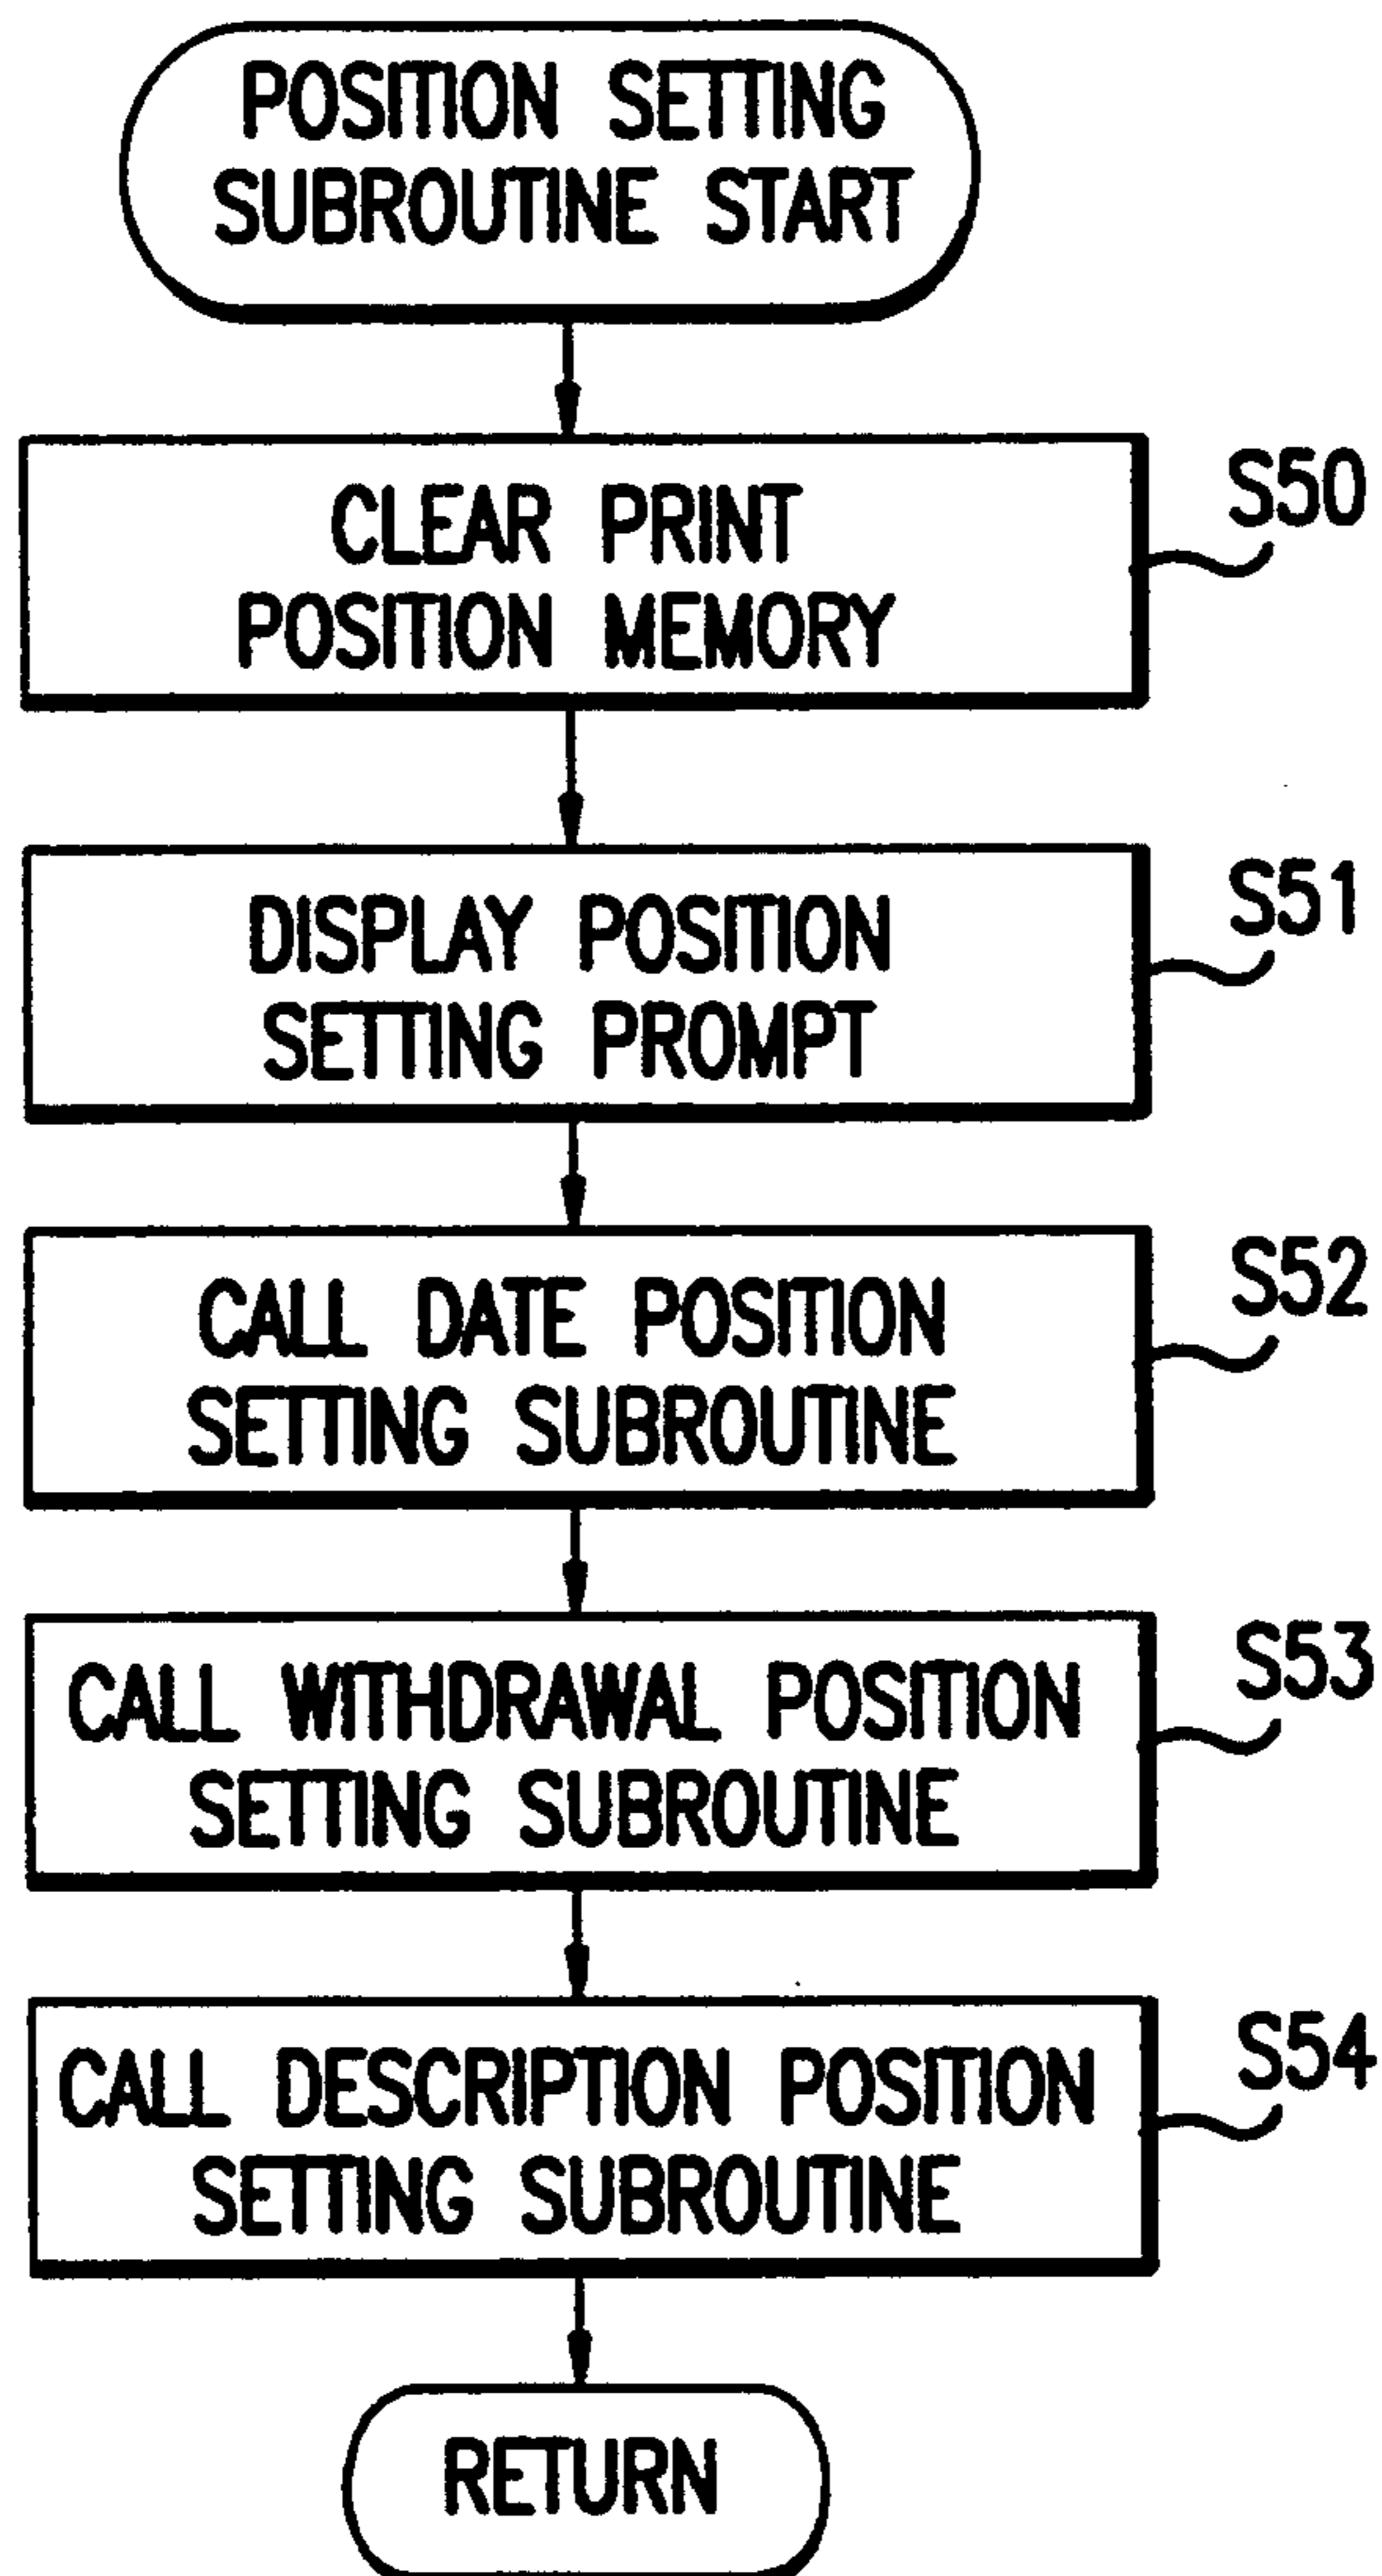 POSITION SETTING
SUBROUTINE START
CLEAR PRINT
POSITION MEMORY
S50
DISPLAY POSITION
SETTING PROMPT
S51
CALL DATE POSITION
SETTING SUBROUTINE
S52
CALL WITHDRAWAL POSITION
SETTING SUBROUTINE
S53
CALL DESCRIPTION POSITION
SETTING SUBROUTINE
S54
RETURN